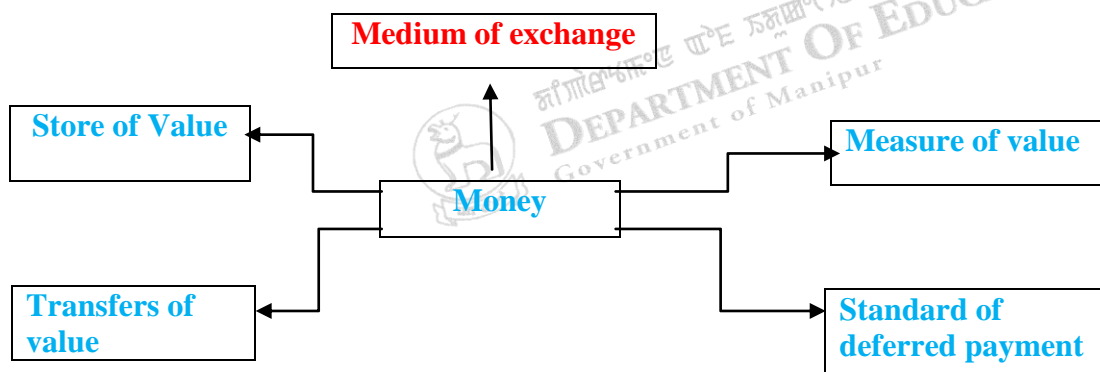 Medium of exchange
DEPARTMENT OF
Government of Manipur
Store of Value
Measure of value
Money
Transfers of
value
Standard of
deferred payment